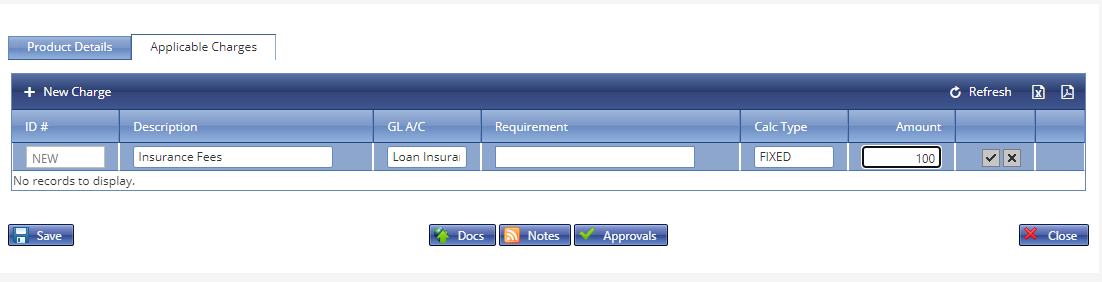 Product Details Applicable Charges
New Charge Refresh
ID # Description GL A/C Requirement Calc Type Amount
NEW Insurance Fees Loan Insura FIXED 100
No records to display.
Save Docs Notes Approvals Close